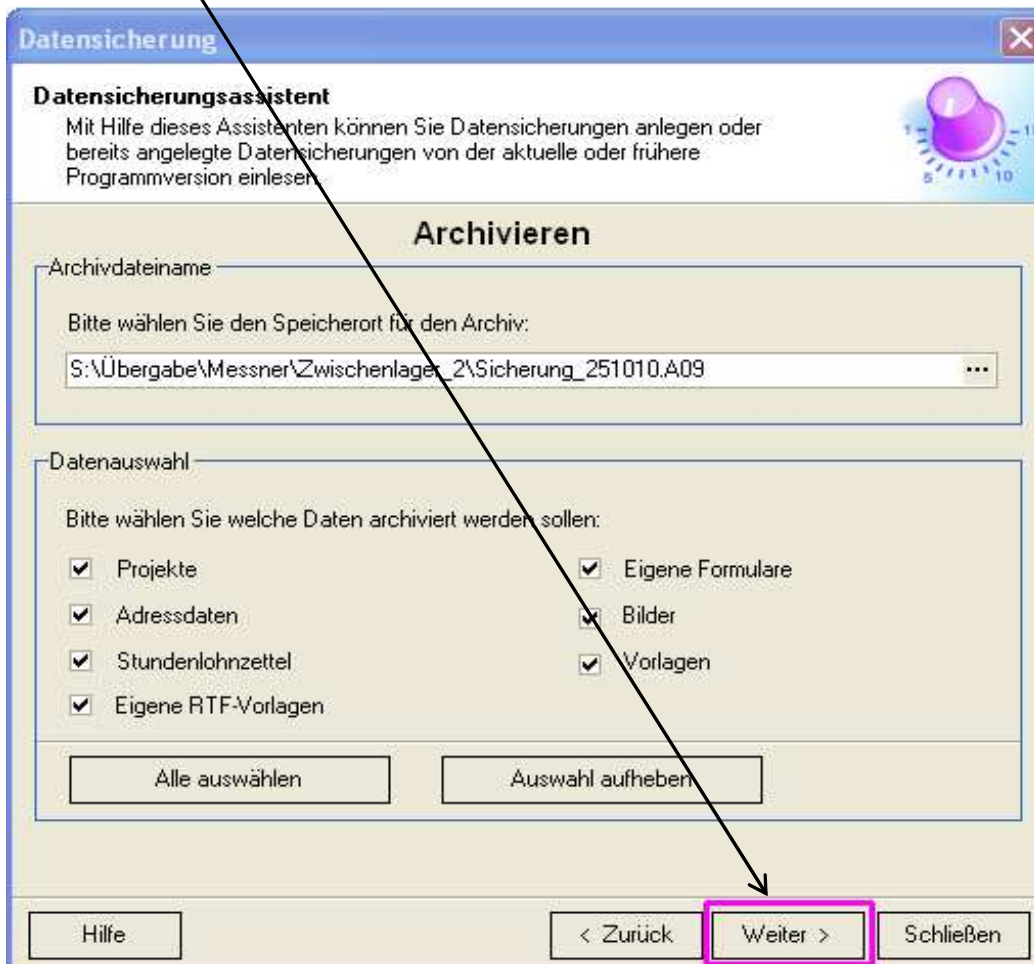 Datensicherung
Datensicherungsassistent
Mit Hilfe dieses Assistenten können Sie Datensicherungen anlegen oder
bereits angelegte Datensicherungen von der aktuelle oder frühere
Programmversion einlesen.
1
5
10
Archivieren
Archivdateiname
Bitte wählen Sie den Speicherort für den Archiv:
S:\Übergabe\Messner\Zwischenlager_2\Sicherung_251010.A09
...
Datenauswahl
Bitte wählen Sie welche Daten archiviert werden sollen:
Projekte
Eigene Formulare
Adressdaten
Bilder
Stundenlohnzettel
Vorlagen
Eigene RTF-Vorlagen
Alle auswählen
Auswahl aufheben
Hilfe
< Zurück
Weiter >
Schließen